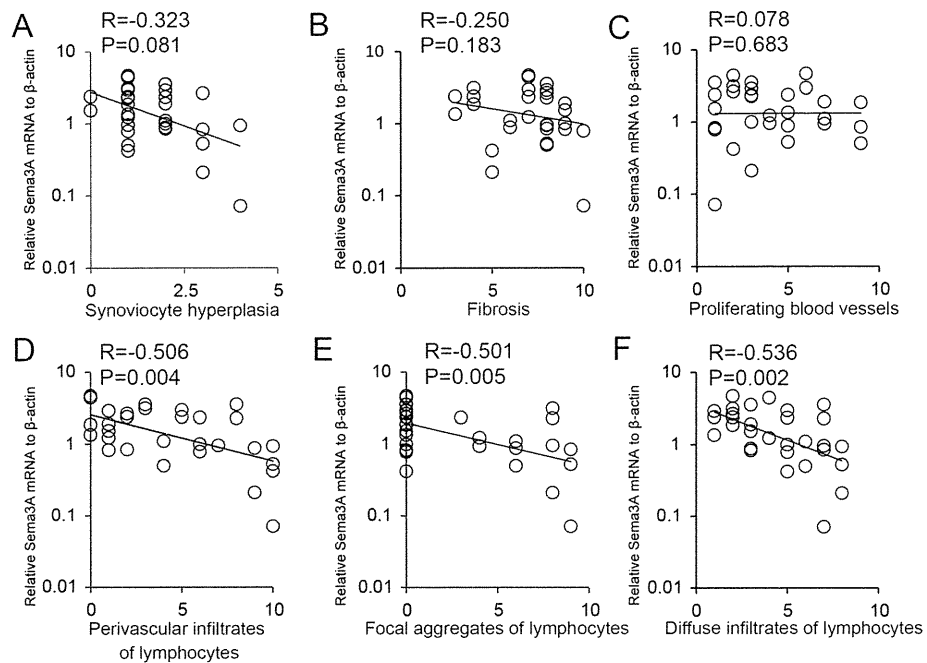 A
R=-0.323
P=0.081
Relative Sema3A mRNA to β-actin
10
1
0.1
0.01
0
2.5
5
Synoviocyte hyperplasia
B
R=-0.250
P=0.183
Relative Sema3A mRNA to β-actin
10
1
0.1
0.01
0
5
10
Fibrosis
C
R=0.078
P=0.683
Relative Sema3A mRNA to β-actin
10
1
0.1
0.01
0
5
10
Proliferating blood vessels
D
R=-0.506
P=0.004
Relative Sema3A mRNA to β-actin
10
1
0.1
0.01
0
5
10
Perivascular infiltrates
of lymphocytes
E
R=-0.501
P=0.005
Relative Sema3A mRNA to β-actin
10
1
0.1
0.01
0
5
10
Focal aggregates of lymphocytes
F
R=-0.536
P=0.002
Relative Sema3A mRNA to β-actin
10
1
0.1
0.01
0
5
10
Diffuse infiltrates of lymphocytes